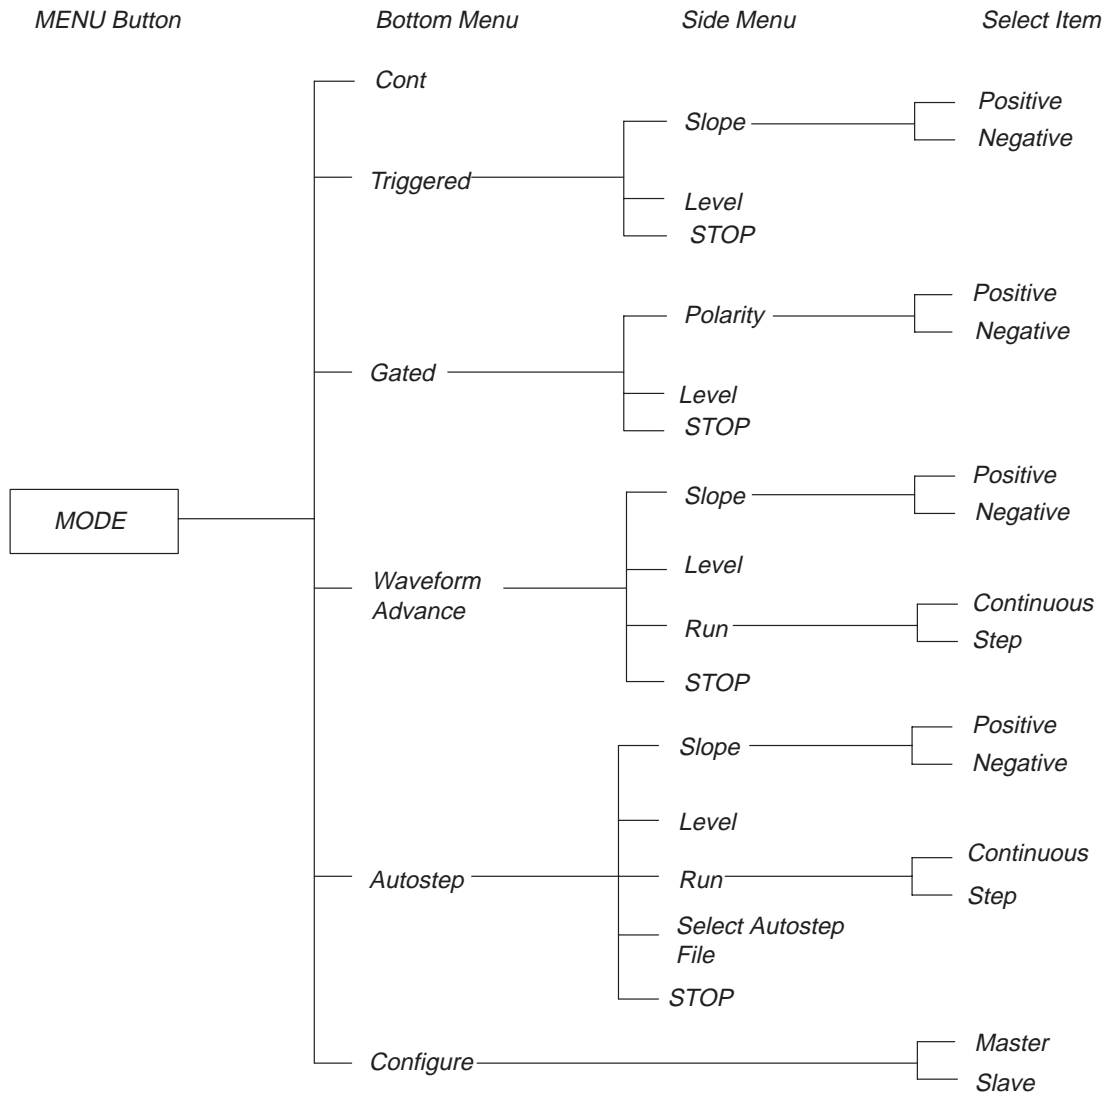 MENU Button Bottom Menu Side Menu Select Item
Cont
Triggered
Slope
Positive
Negative
Level
STOP
Gated
Polarity
Positive
Negative
Level
STOP
MODE
Waveform
Advance
Slope
Positive
Negative
Level
Run
Continuous
Step
STOP
Autostep
Slope
Positive
Negative
Level
Run
Continuous
Step
Select Autostep
File
STOP
Configure
Master
Slave